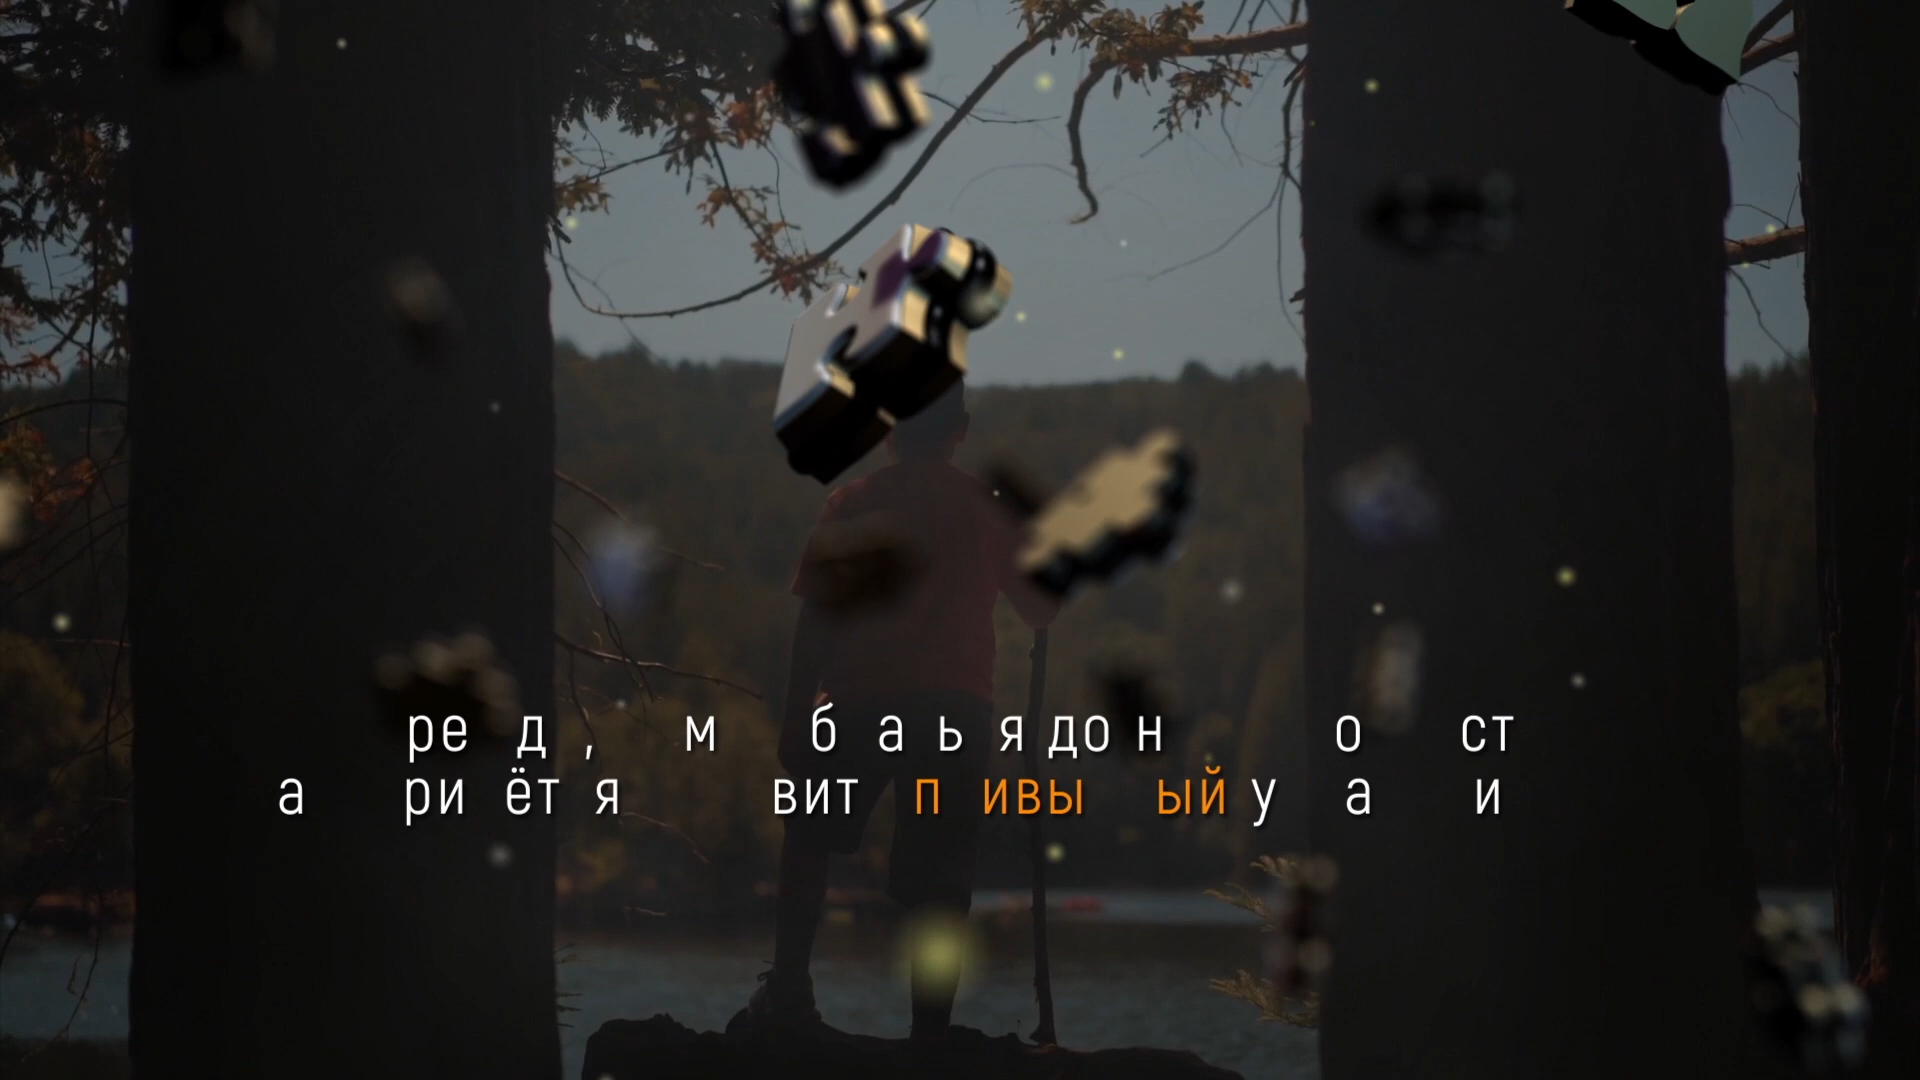 ре д , м б а ь я до н о ст
а ри ёт я вит п ивы ый у а и